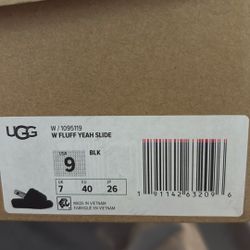 UGG
W / 1095119
W FLUFF YEAH SLIDE
USA
9
BLK
UK
7
EU
40
JP
26
MADE IN VIETNAM
FABRIQUÉ EN VIETNAM
1 91142 63209 6